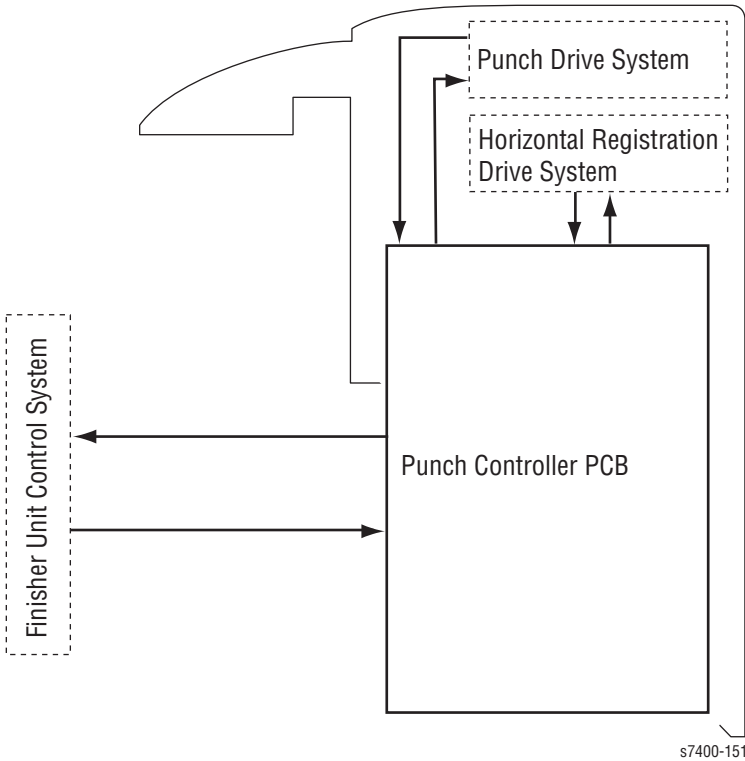 Punch Drive System
Horizontal Registration
Drive System
Finisher Unit Control System
Punch Controller PCB
s7400-151